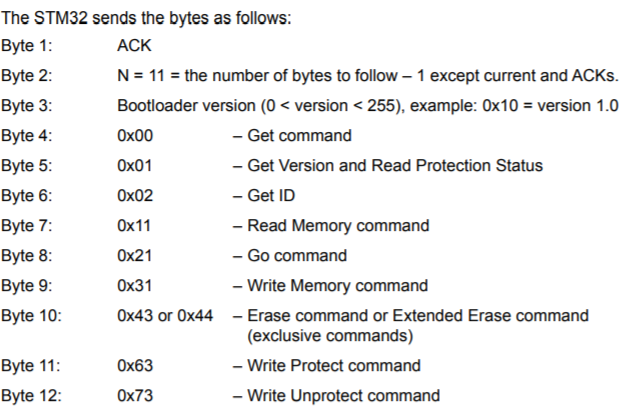 The STM32 sends the bytes as follows:
Byte 1: ACK
Byte 2: N = 11 = the number of bytes to follow – 1 except current and ACKs.
Byte 3: Bootloader version (0 < version < 255), example: 0x10 = version 1.0
Byte 4: 0x00 – Get command
Byte 5: 0x01 – Get Version and Read Protection Status
Byte 6: 0x02 – Get ID
Byte 7: 0x11 – Read Memory command
Byte 8: 0x21 – Go command
Byte 9: 0x31 – Write Memory command
Byte 10: 0x43 or 0x44 – Erase command or Extended Erase command
(exclusive commands)
Byte 11: 0x63 – Write Protect command
Byte 12: 0x73 – Write Unprotect command